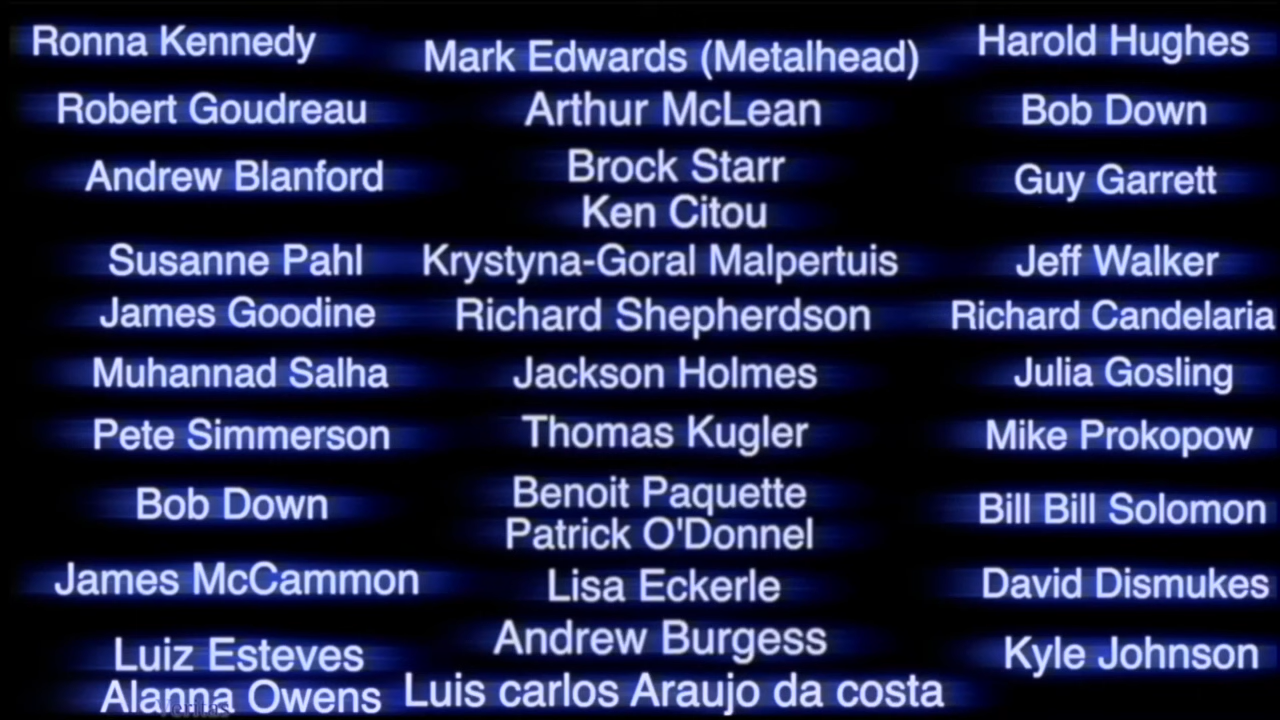 Ronna Kennedy
Robert Goudreau
Andrew Blanford
Susanne Pahl
James Goodine
Muhannad Salha
Pete Simmerson
Bob Down
James McCammon
Luiz Esteves
Alanna Owens
Veritas
Mark Edwards (Metalhead)
Arthur McLean
Brock Starr
Ken Citou
Krystyna-Goral Malpertuis
Richard Shepherdson
Jackson Holmes
Thomas Kugler
Benoit Paquette
Patrick O'Donnel
Lisa Eckerle
Andrew Burgess
Luis carlos Araujo da costa
Harold Hughes
Bob Down
Guy Garrett
Jeff Walker
Richard Candelaria
Julia Gosling
Mike Prokopow
Bill Bill Solomon
David Dismukes
Kyle Johnson